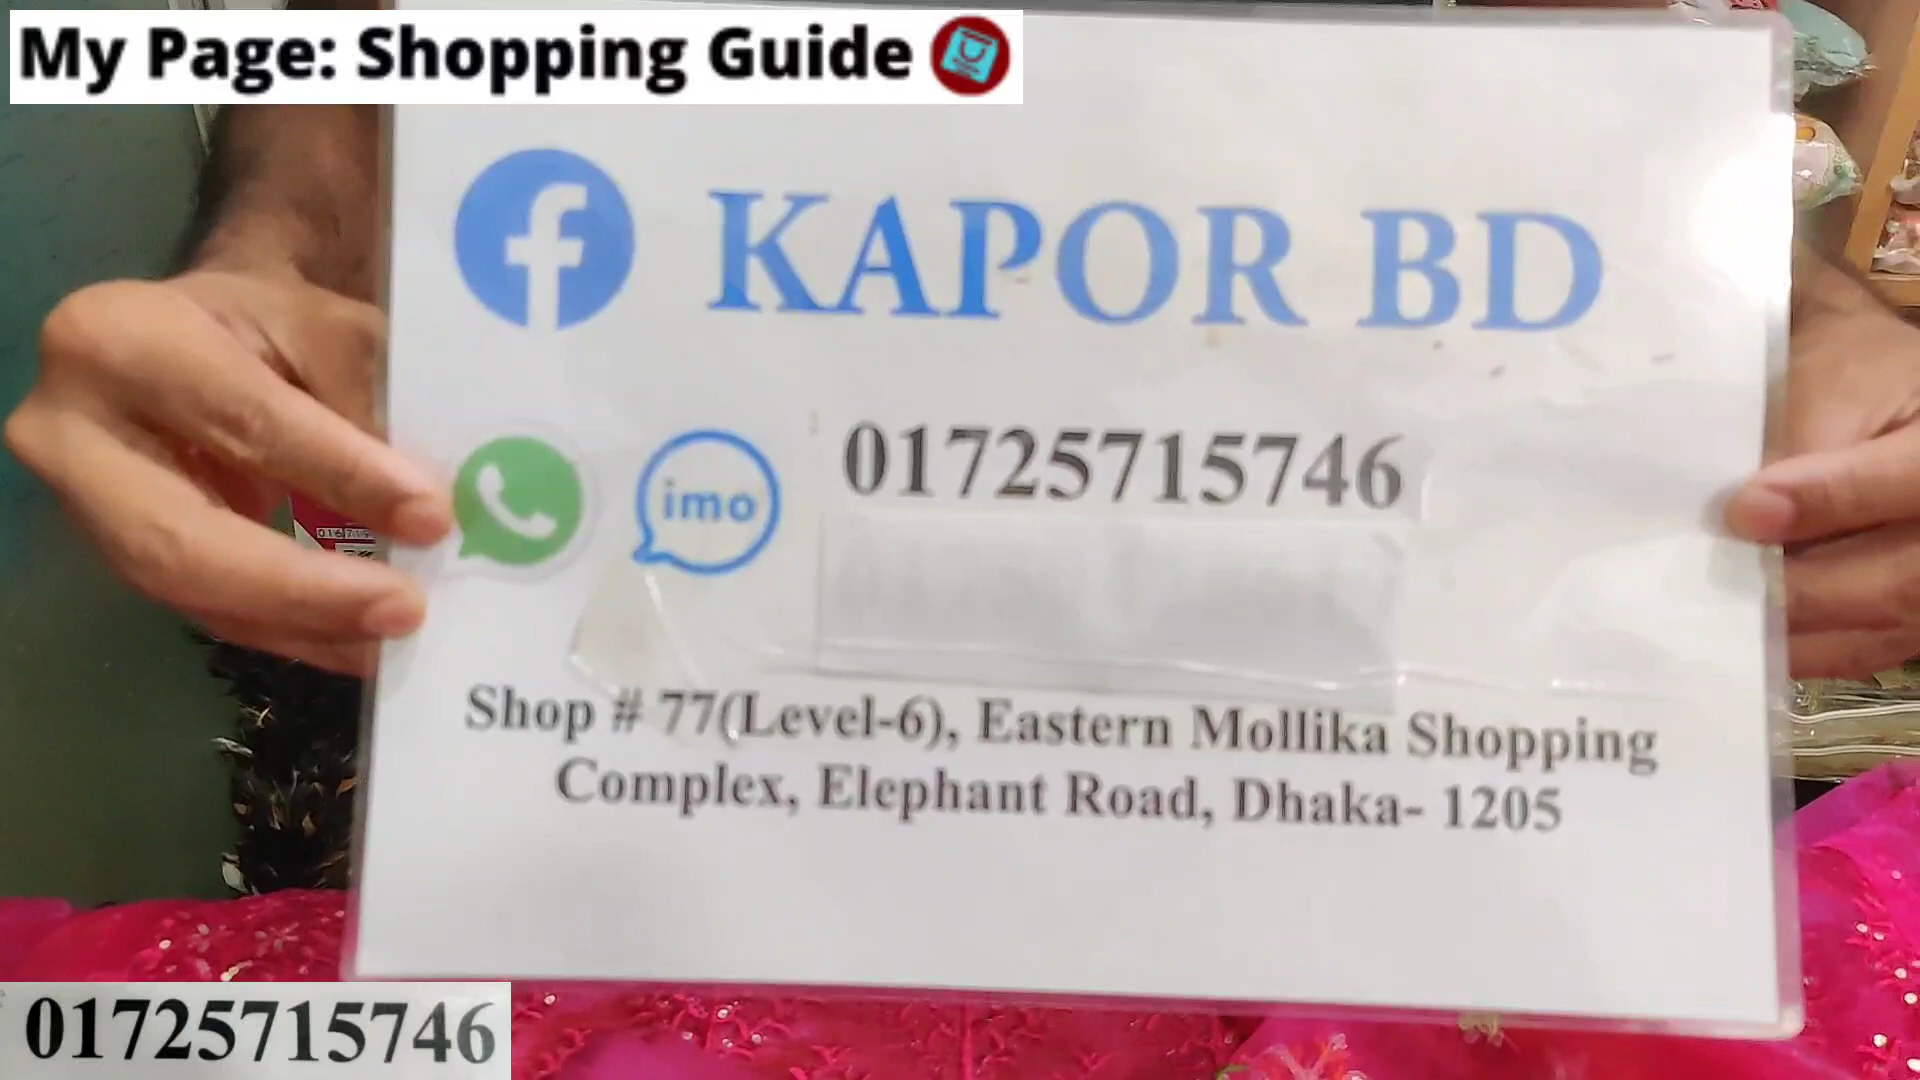 My Page: Shopping Guide
KAPOR BD
imo
01725715746
Shop # 77(Level-6), Eastern Mollika Shopping
Complex, Elephant Road, Dhaka- 1205
01725715746